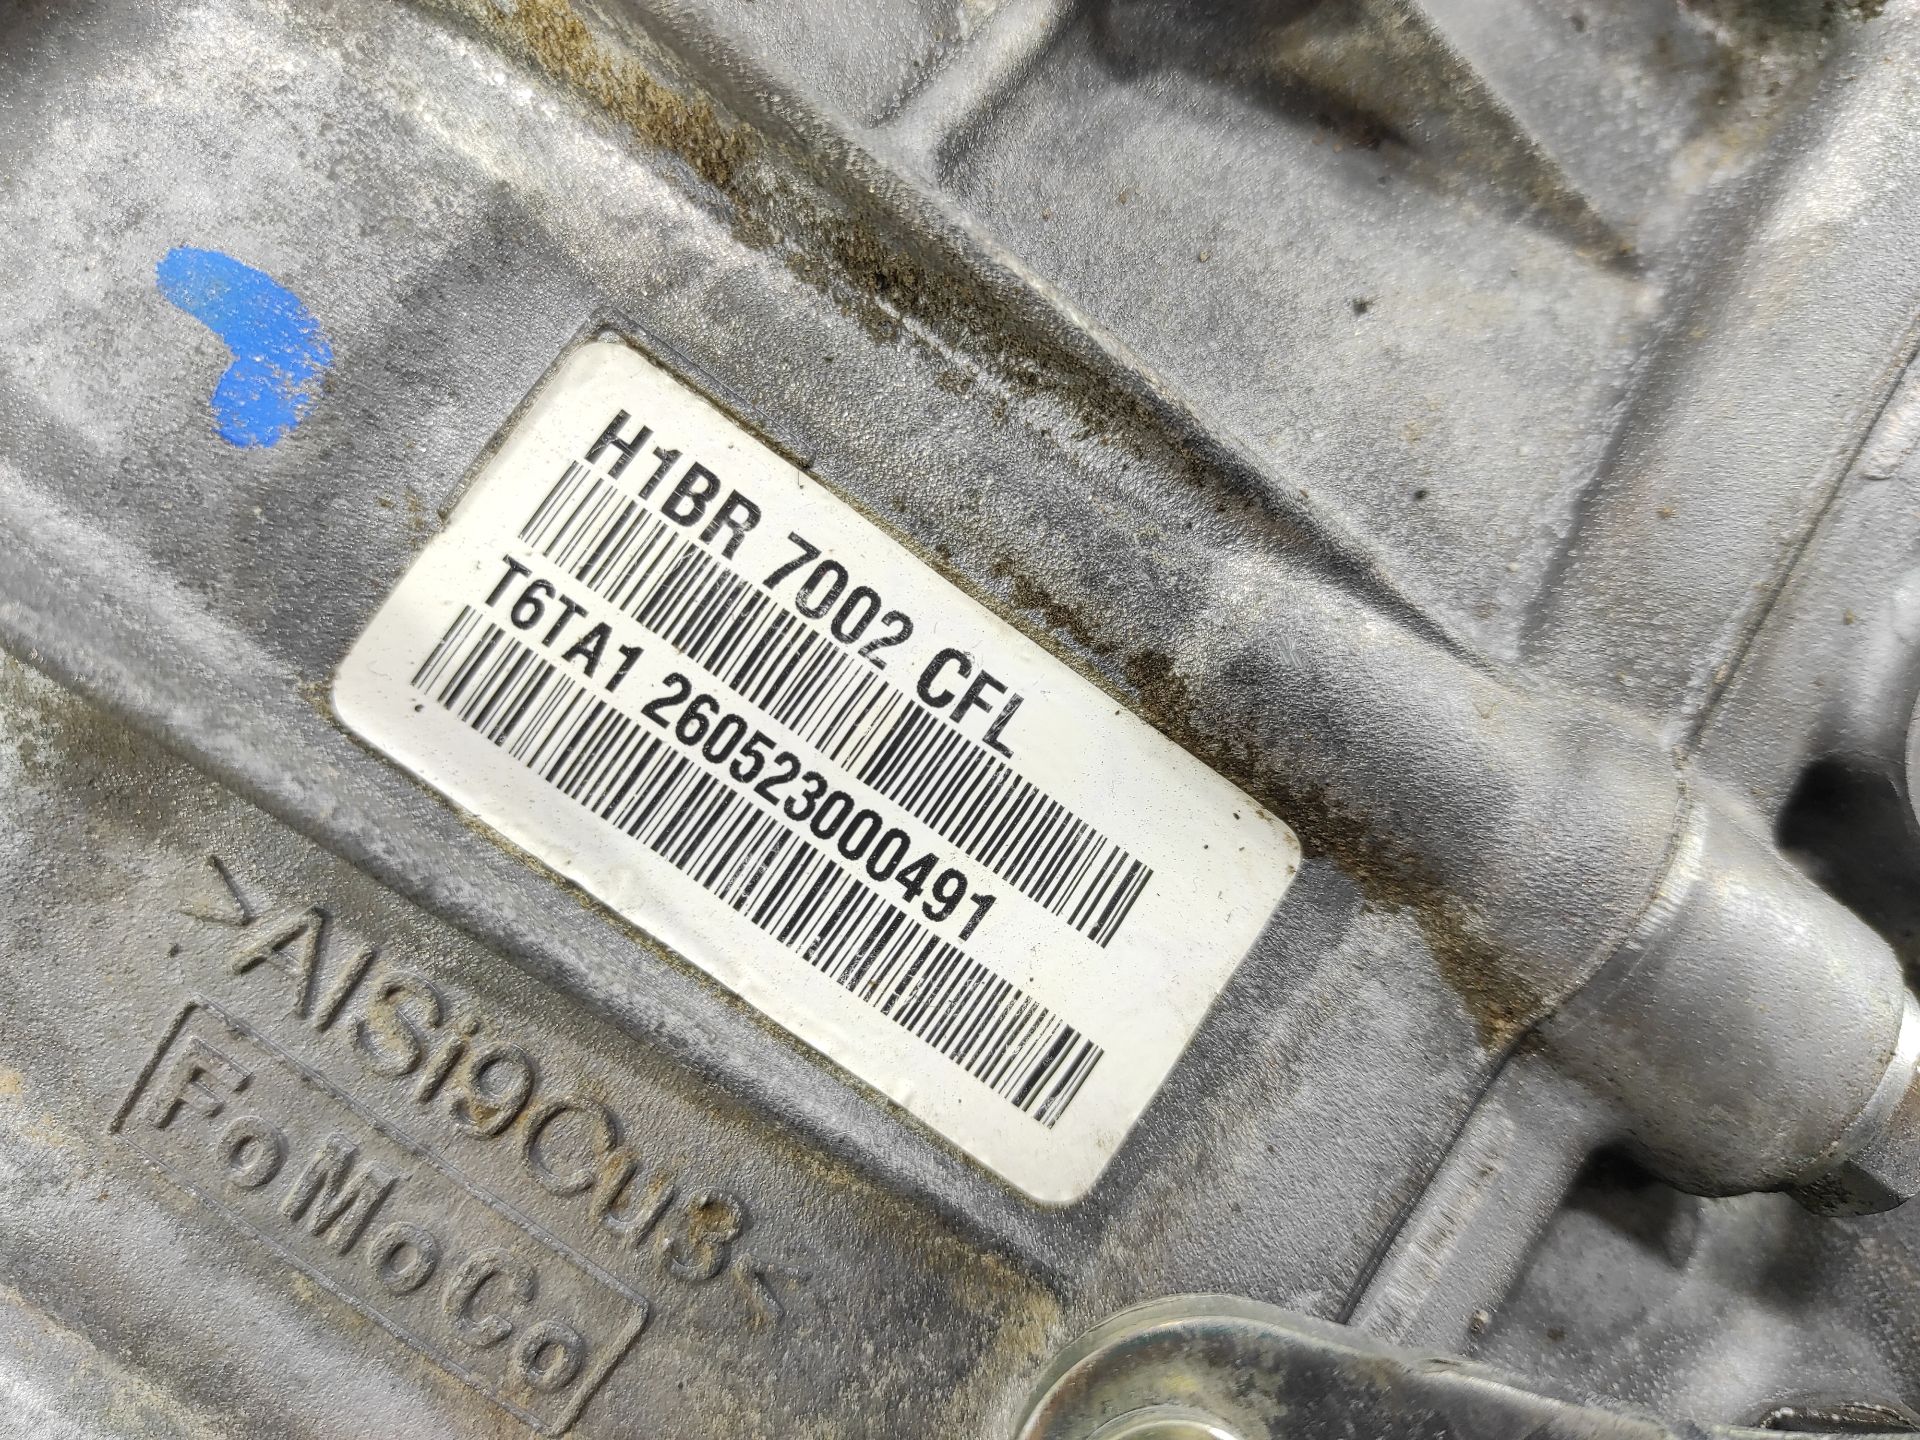 H1BR 7002 CFL
T6TA1 260523000491
>AlSi9Cu3<
FoMoCo